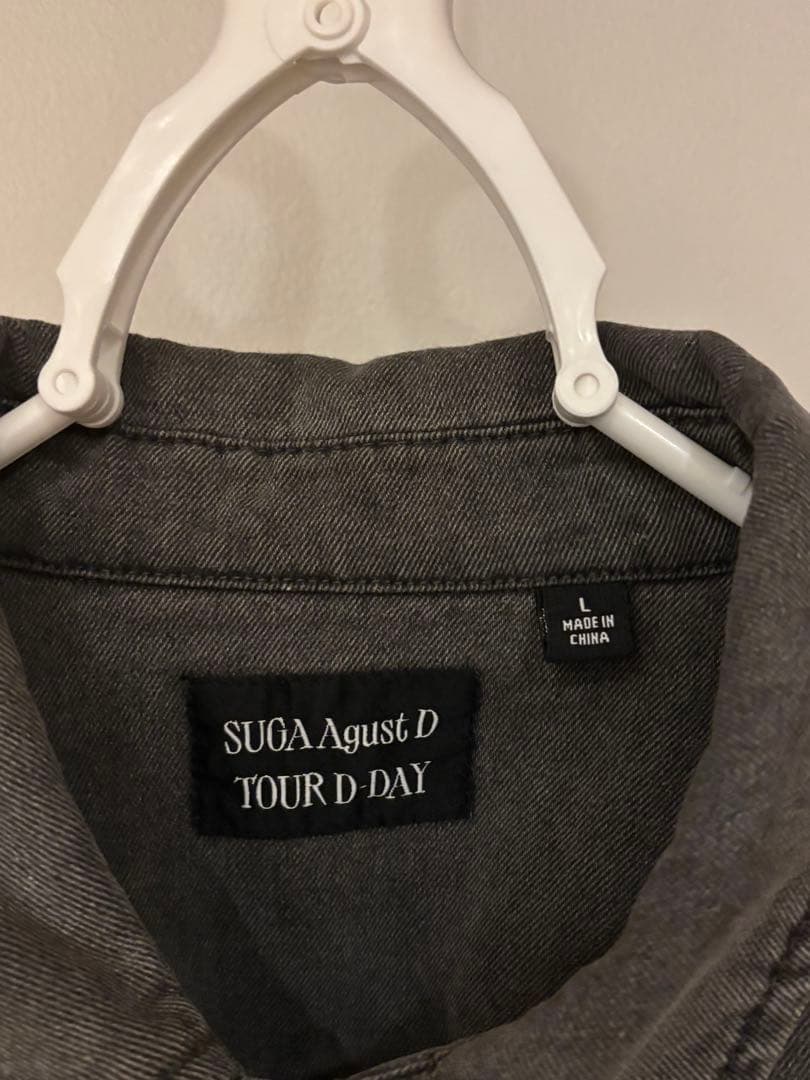 L
MADE IN
CHINA
SUGA Agust D
TOUR D-DAY